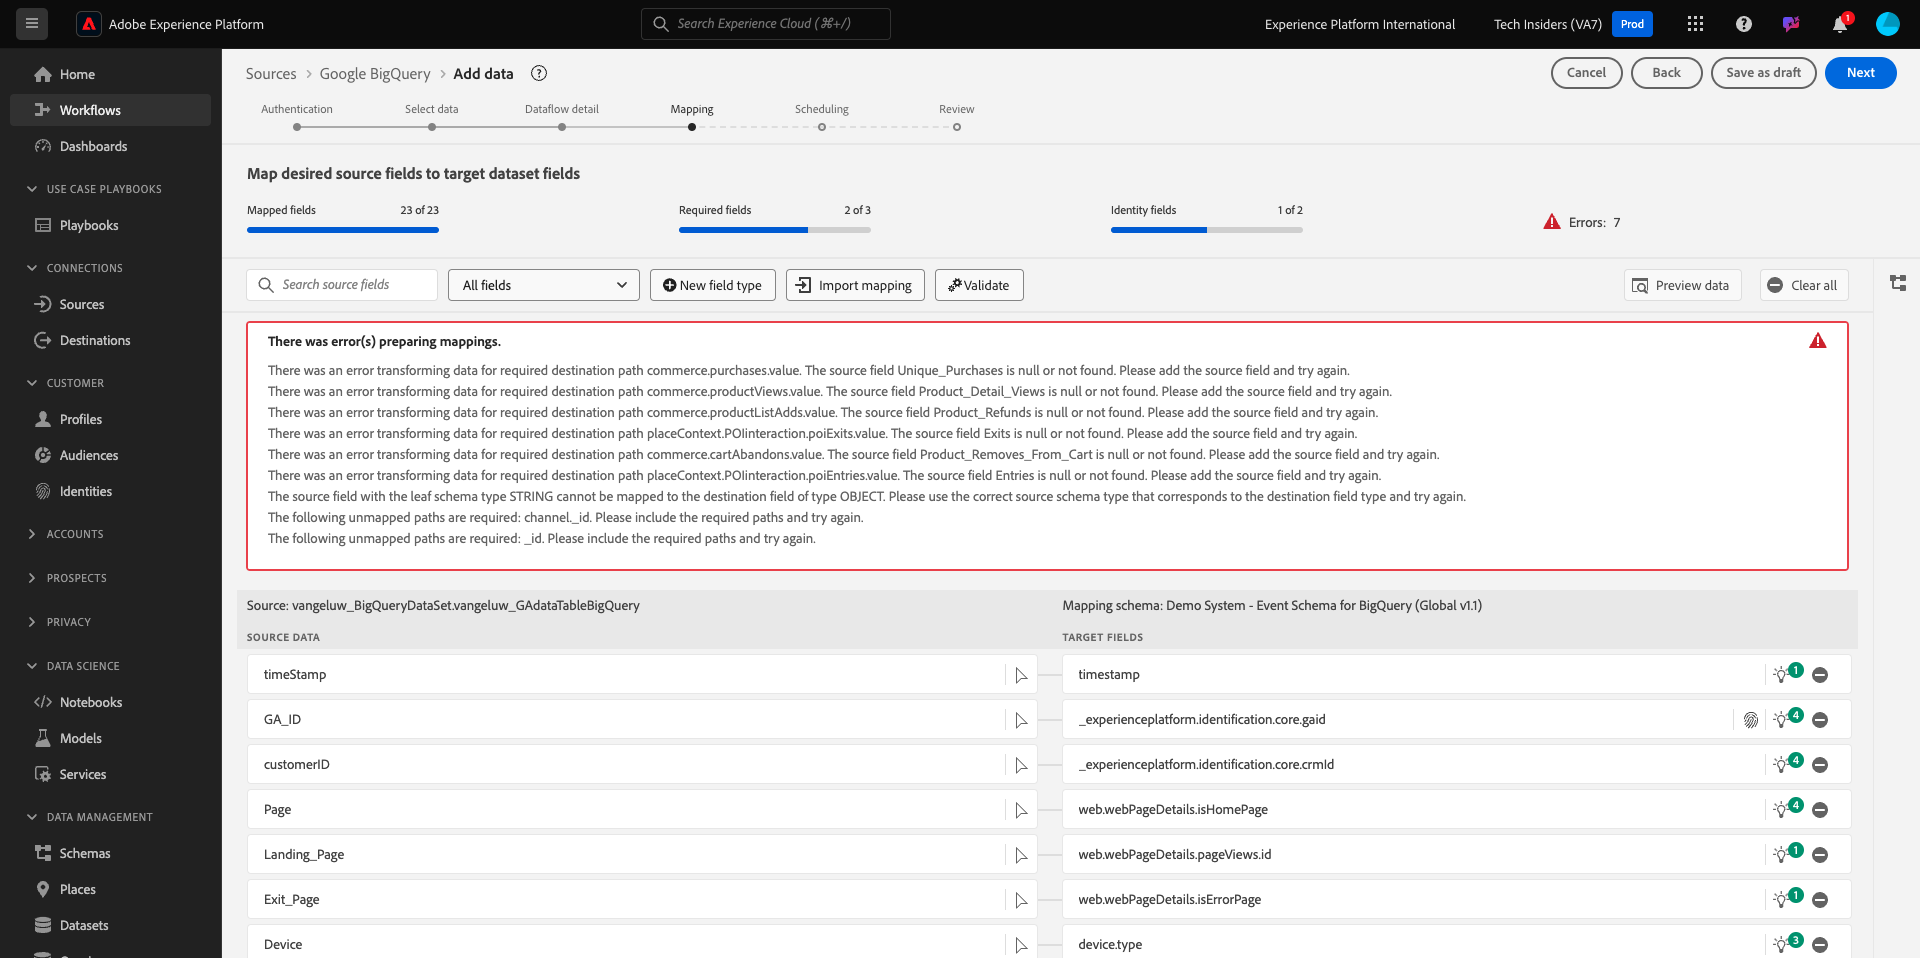 Adobe Experience Platform
Search Experience Cloud (⌘+/)
Experience Platform International
Tech Insiders (VA7)
Prod
1
Home
Workflows
Dashboards
USE CASE PLAYBOOKS
Playbooks
CONNECTIONS
Sources
Destinations
CUSTOMER
Profiles
Audiences
Identities
ACCOUNTS
PROSPECTS
PRIVACY
DATA SCIENCE
Notebooks
Models
Services
DATA MANAGEMENT
Schemas
Places
Datasets
Sources > Google BigQuery > Add data
Cancel
Back
Save as draft
Next
Authentication
Select data
Dataflow detail
Mapping
Scheduling
Review
Map desired source fields to target dataset fields
Mapped fields 23 of 23
Required fields 2 of 3
Identity fields 1 of 2
Errors: 7
Search source fields
All fields
New field type
Import mapping
Validate
Preview data
Clear all
There was error(s) preparing mappings.
There was an error transforming data for required destination path commerce.purchases.value. The source field Unique_Purchases is null or not found. Please add the source field and try again.
There was an error transforming data for required destination path commerce.productViews.value. The source field Product_Detail_Views is null or not found. Please add the source field and try again.
There was an error transforming data for required destination path commerce.productListAdds.value. The source field Product_Refunds is null or not found. Please add the source field and try again.
There was an error transforming data for required destination path placeContext.POIinteraction.poiExits.value. The source field Exits is null or not found. Please add the source field and try again.
There was an error transforming data for required destination path commerce.cartAbandons.value. The source field Product_Removes_From_Cart is null or not found. Please add the source field and try again.
There was an error transforming data for required destination path placeContext.POIinteraction.poiEntries.value. The source field Entries is null or not found. Please add the source field and try again.
The source field with the leaf schema type STRING cannot be mapped to the destination field of type OBJECT. Please use the correct source schema type that corresponds to the destination field type and try again.
The following unmapped paths are required: channel._id. Please include the required paths and try again.
The following unmapped paths are required: _id. Please include the required paths and try again.
Source: vangeluw_BigQueryDataSet.vangeluw_GAdataTableBigQuery
Mapping schema: Demo System - Event Schema for BigQuery (Global v1.1)
SOURCE DATA
TARGET FIELDS
timeStamp
timestamp
1
GA_ID
_experienceplatform.identification.core.gaid
4
customerID
_experienceplatform.identification.core.crmId
4
Page
web.webPageDetails.isHomePage
4
Landing_Page
web.webPageDetails.pageViews.id
1
Exit_Page
web.webPageDetails.isErrorPage
1
Device
device.type
3